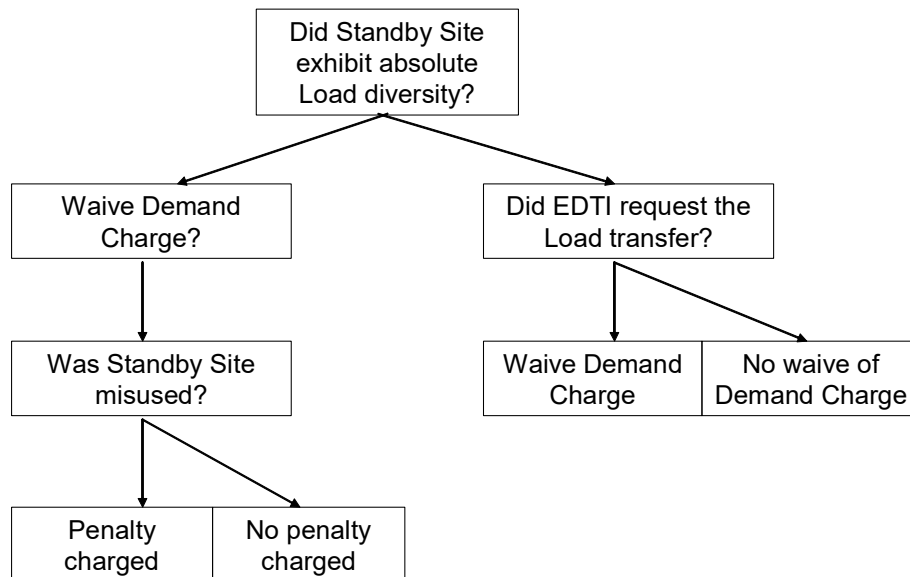 Did Standby Site
exhibit absolute
Load diversity?
Waive Demand
Charge?
Did EDTI request the
Load transfer?
Was Standby Site
misused?
Waive Demand
Charge
No waive of
Demand Charge
Penalty
charged
No penalty
charged